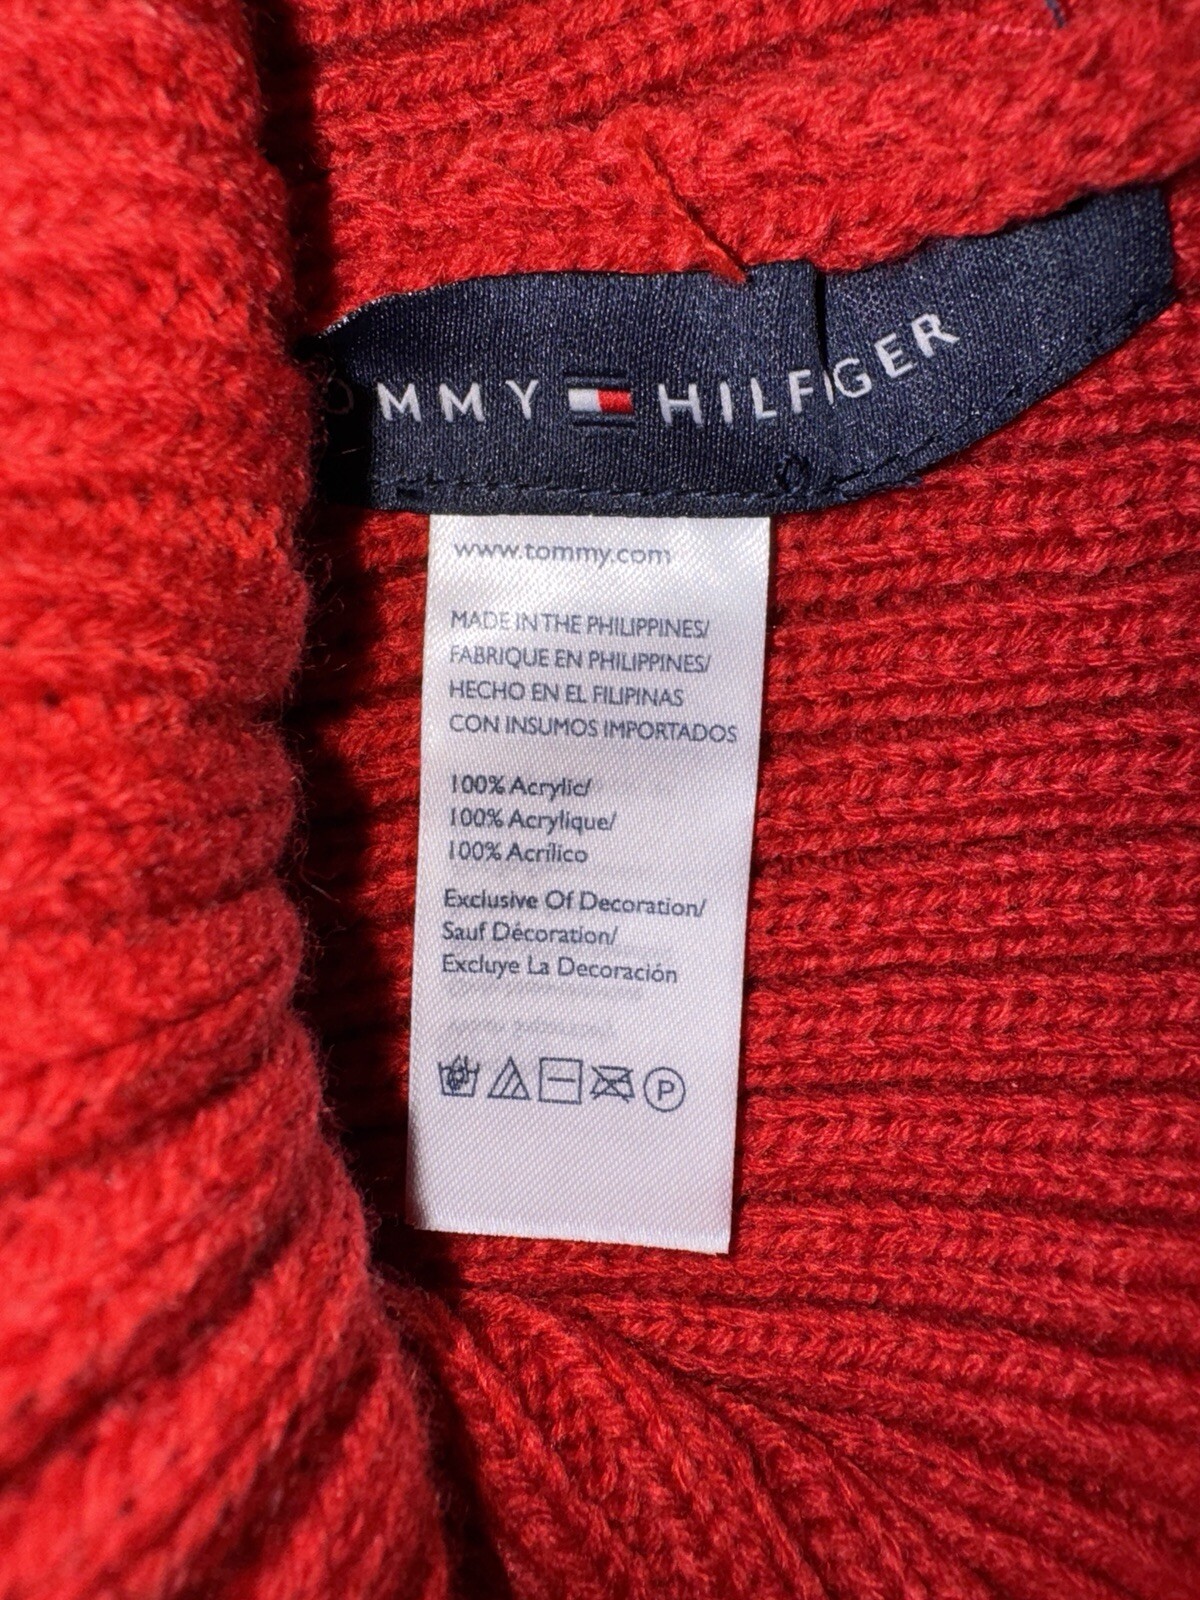 TOMMY HILFIGER
www.tommy.com
MADE IN THE PHILIPPINES/
FABRIQUE EN PHILIPPINES/
HECHO EN EL FILIPINAS
CON INSUMOS IMPORTADOS
100% Acrylic/
100% Acrylique/
100% Acrílico
Exclusive Of Decoration/
Sauf Décoration/
Excluye La Decoración
P